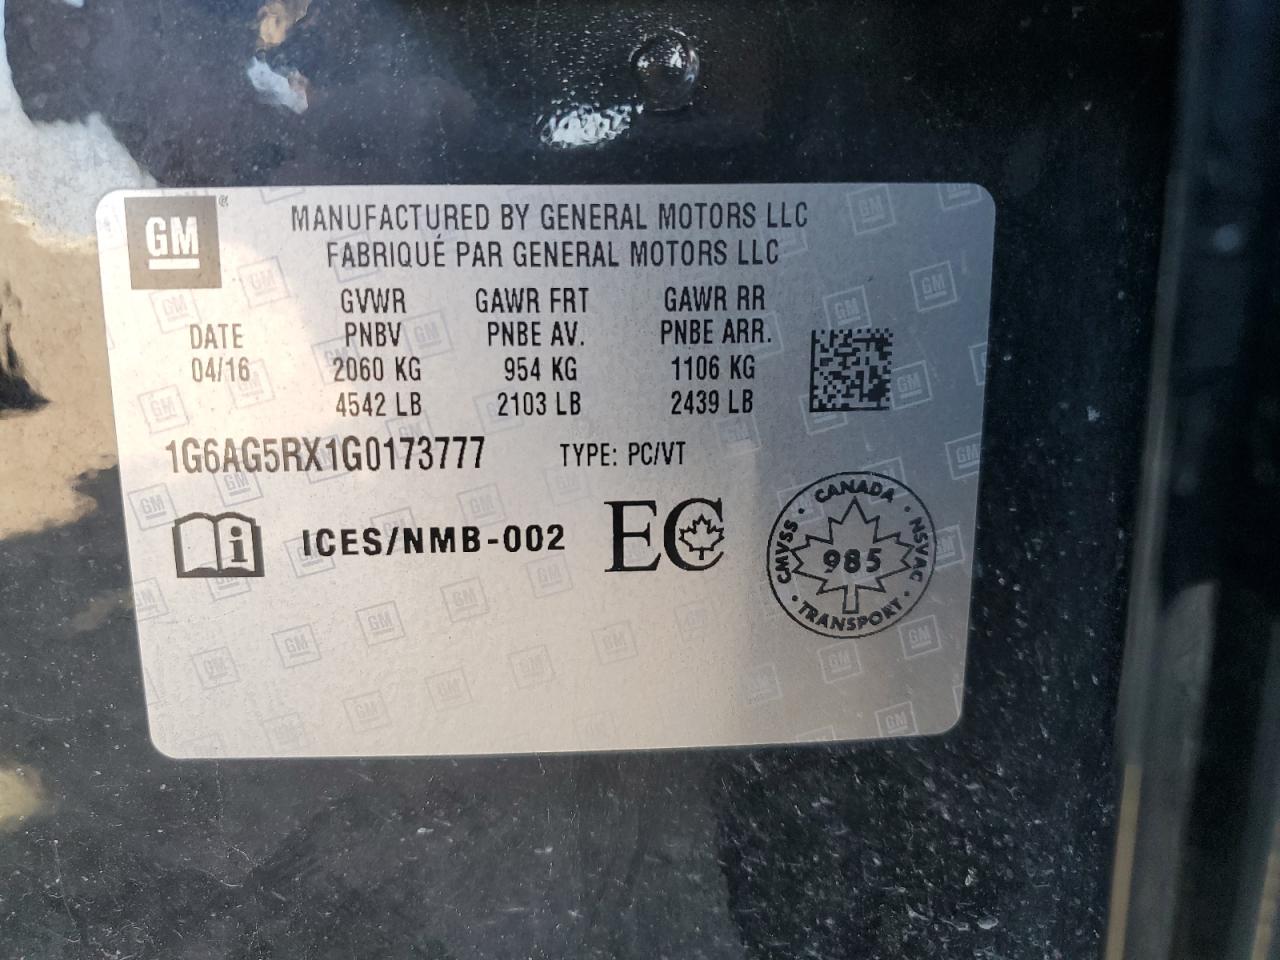 GM®
MANUFACTURED BY GENERAL MOTORS LLC
FABRIQUÉ PAR GENERAL MOTORS LLC
GVWR GAWR FRT GAWR RR
DATE PNBV PNBE AV. PNBE ARR.
04/16 2060 KG 954 KG 1106 KG
4542 LB 2103 LB 2439 LB
1G6AG5RX1G0173777 TYPE: PC/VT
i ICES/NMB-002 EC
CANADA
CMVSS 985 NSVAC
TRANSPORT